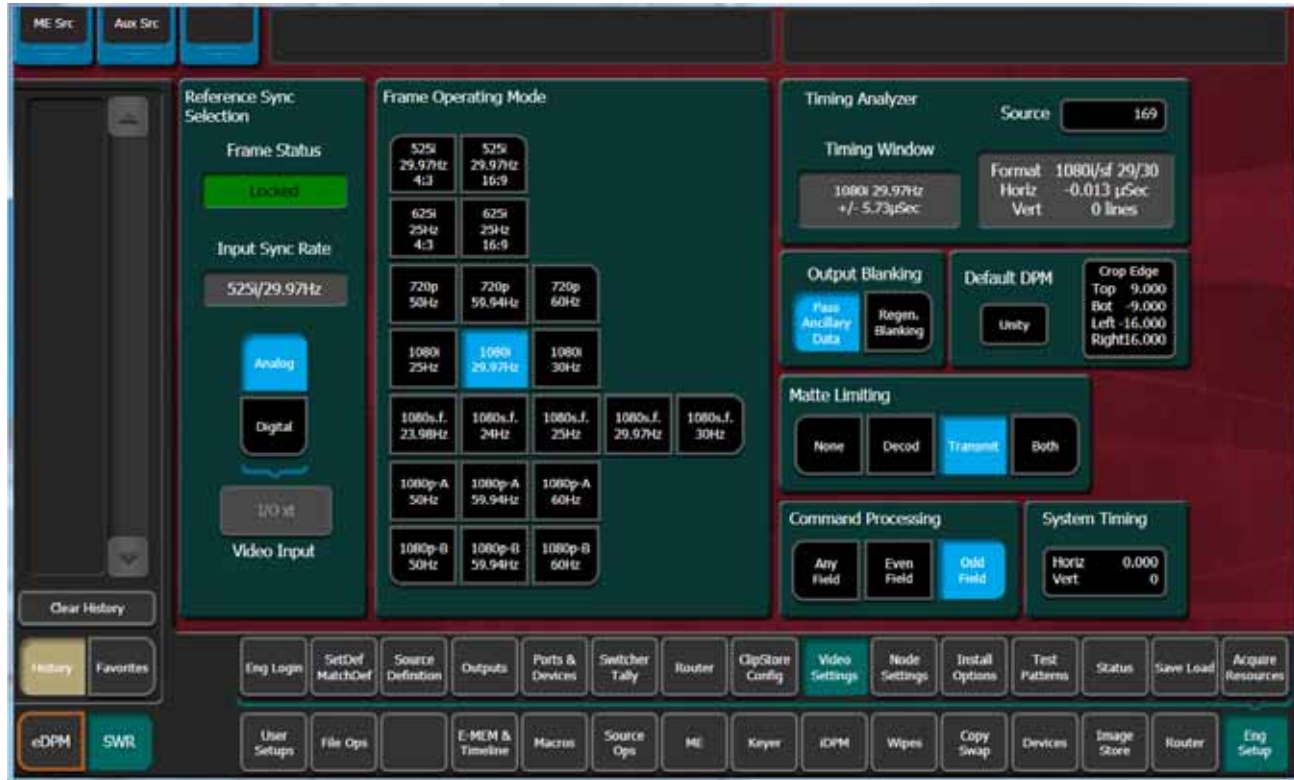 ME Src
Aux Src
Reference Sync
Selection
Frame Status
Locked
Input Sync Rate
525i/29.97Hz
Analog
Digital
I/O xt
Video Input
Frame Operating Mode
525i
29.97Hz
4:3
525i
29.97Hz
16:9
625i
25Hz
4:3
625i
25Hz
16:9
720p
50Hz
720p
59.94Hz
720p
60Hz
1080i
25Hz
1080i
29.97Hz
1080i
30Hz
1080s.f.
23.98Hz
1080s.f.
24Hz
1080s.f.
25Hz
1080s.f.
29.97Hz
1080s.f.
30Hz
1080p-A
50Hz
1080p-A
59.94Hz
1080p-A
60Hz
1080p-B
50Hz
1080p-B
59.94Hz
1080p-B
60Hz
Timing Analyzer
Source
169
Timing Window
1080i 29.97Hz
+/- 5.73µSec
Format 1080i/sf 29/30
Horiz -0.013 µSec
Vert 0 lines
Output Blanking
Pass
Ancillary
Data
Regen.
Blanking
Default DPM
Unity
Crop Edge
Top 9.000
Bot -9.000
Left -16.000
Right16.000
Matte Limiting
None
Decod
Transmit
Both
Command Processing
Any
Field
Even
Field
Odd
Field
System Timing
Horiz 0.000
Vert 0
Clear History
History
Favorites
Eng Login
SetDef
MatchDef
Source
Definition
Outputs
Ports &
Devices
Switcher
Tally
Router
ClipStore
Config
Video
Settings
Node
Settings
Install
Options
Test
Patterns
Status
Save Load
Acquire
Resources
eDPM
SWR
User
Setups
File Ops
E-MEM &
Timeline
Macros
Source
Ops
ME
Keyer
iDPM
Wipes
Copy
Swap
Devices
Image
Store
Router
Eng
Setup